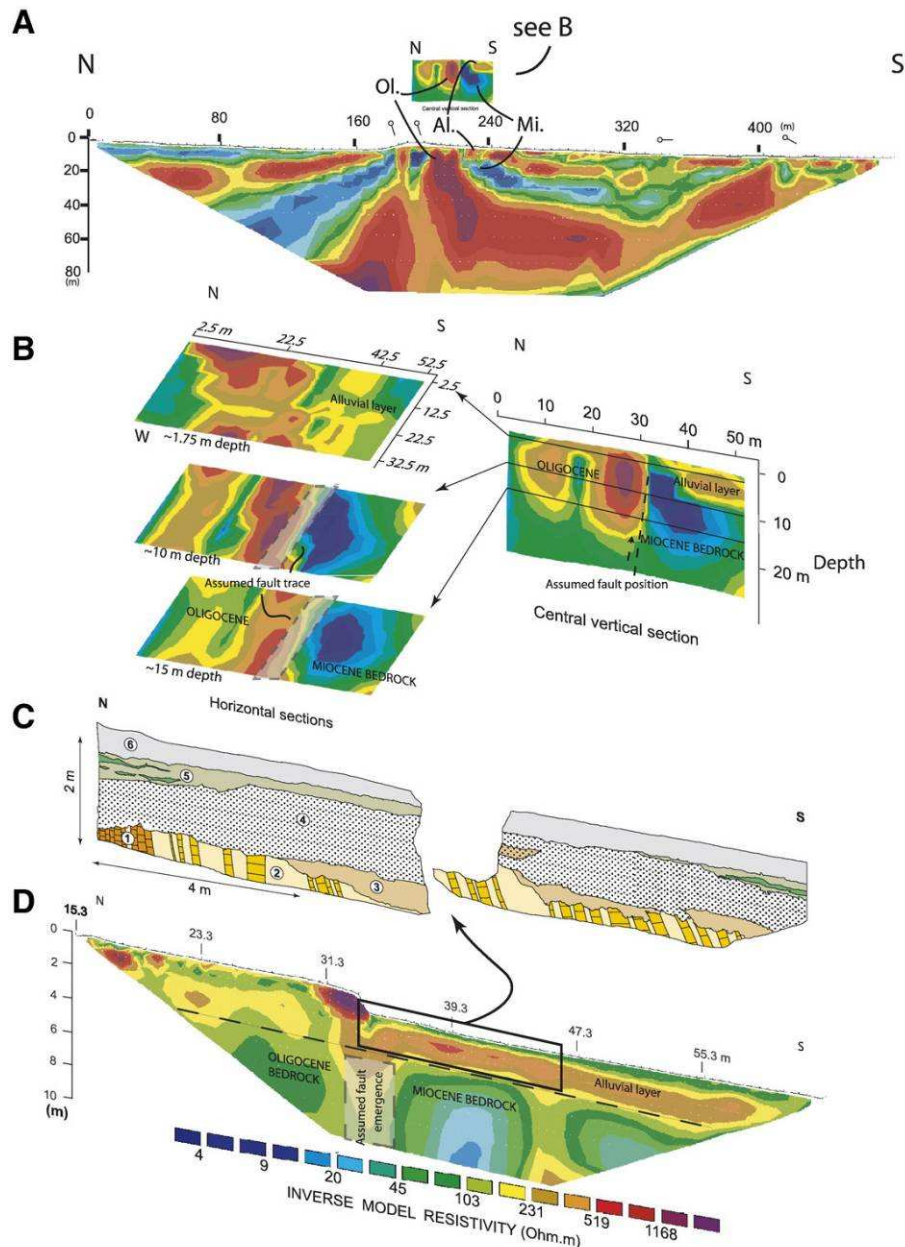 A
see B
N
S
N
S
Ol.
Central vertical section
Al.
Mi.
0
80
160
240
320
400
(m)
0
20
40
60
80
(m)
N
S
B
N
S
2.5 m
22.5
42.5
52.5
2.5
12.5
22.5
32.5 m
Alluvial layer
W
~1.75 m depth
~10 m depth
Assumed fault trace
OLIGOCENE
MIOCENE BEDROCK
~15 m depth
Horizontal sections
0
10
20
30
40
50 m
OLIGOCENE
Alluvial layer
MIOCENE BEDROCK
0
10
20 m
Depth
Assumed fault position
Central vertical section
C
N
S
2 m
6
5
4
1
2
3
4 m
D
15.3
N
S
0
2
4
6
8
10
(m)
23.3
31.3
39.3
47.3
55.3 m
OLIGOCENE
BEDROCK
Assumed fault
emergence
MIOCENE BEDROCK
Alluvial layer
4
9
20
45
103
231
519
1168
INVERSE MODEL RESISTIVITY (Ohm.m)